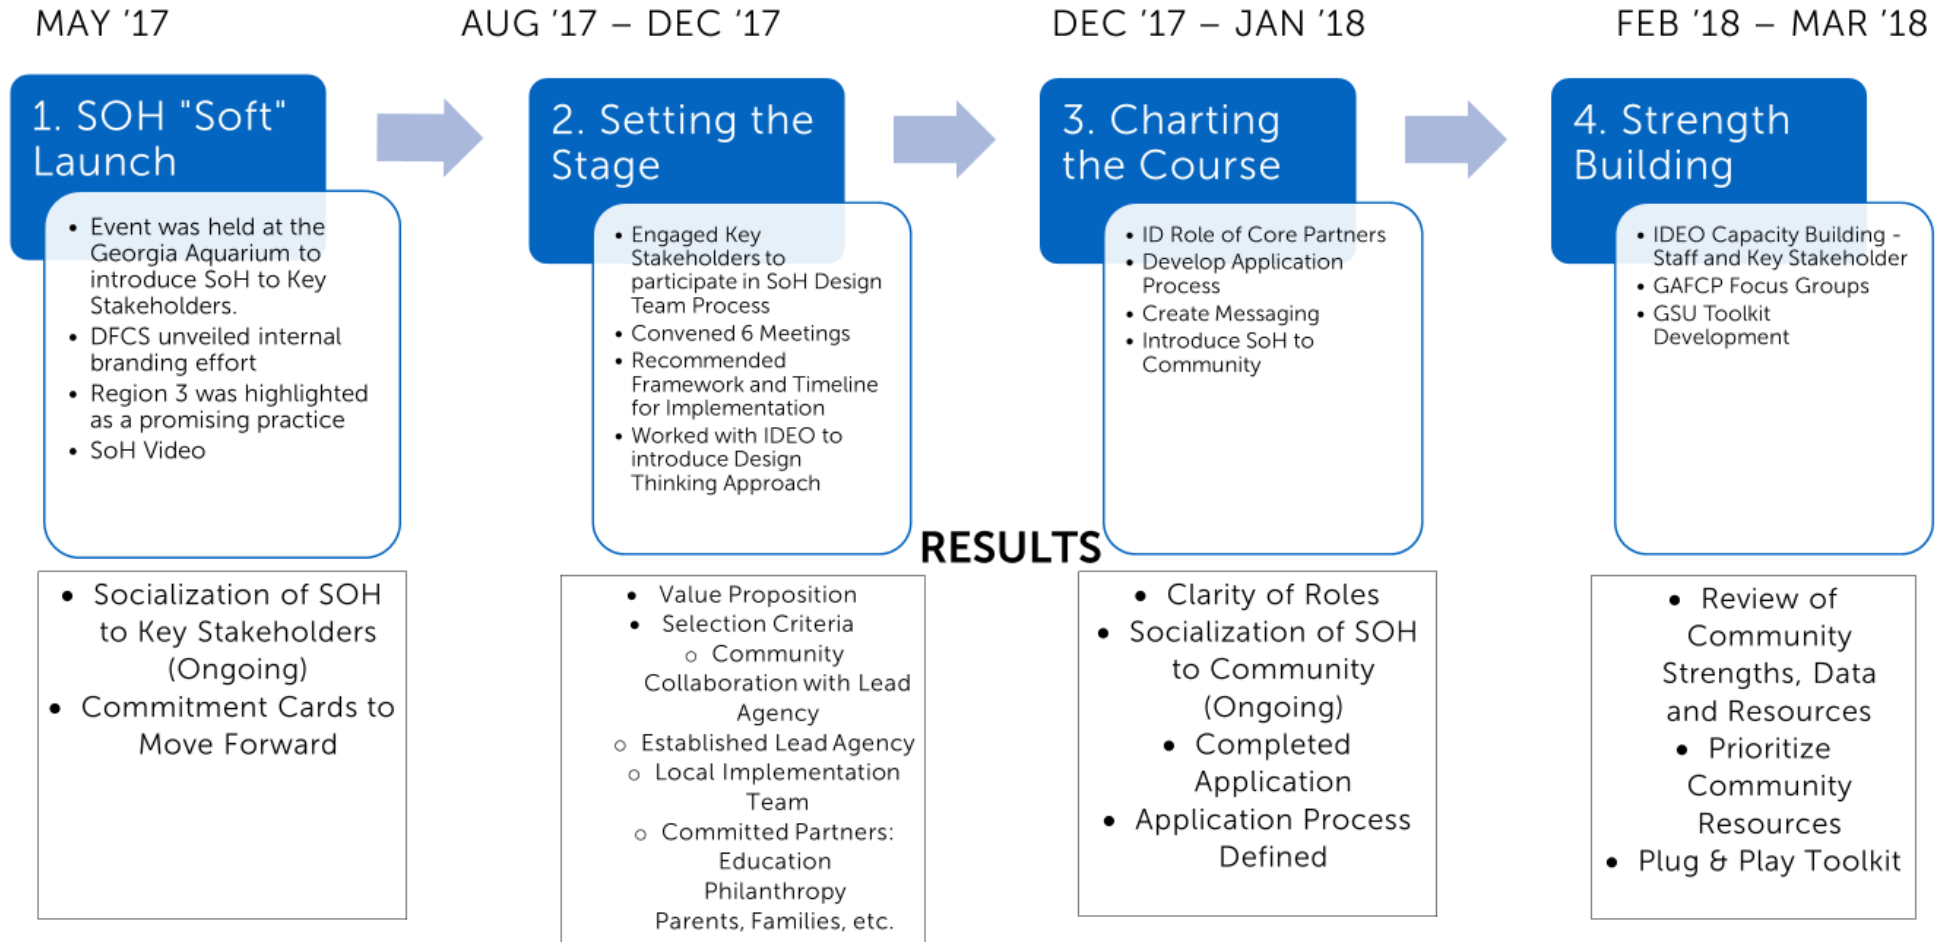 MAY '17
AUG '17 – DEC '17
DEC '17 – JAN '18
FEB '18 – MAR '18
1. SOH "Soft"
Launch
• Event was held at the
Georgia Aquarium to
introduce SoH to Key
Stakeholders.
• DFCS unveiled internal
branding effort
• Region 3 was highlighted
as a promising practice
• SoH Video
2. Setting the
Stage
• Engaged Key
Stakeholders to
participate in SoH Design
Team Process
• Convened 6 Meetings
• Recommended
Framework and Timeline
for Implementation
• Worked with IDEO to
introduce Design
Thinking Approach
3. Charting
the Course
• ID Role of Core Partners
• Develop Application
Process
• Create Messaging
• Introduce SoH to
Community
4. Strength
Building
• IDEO Capacity Building -
Staff and Key Stakeholder
• GAFCP Focus Groups
• GSU Toolkit
Development
RESULTS
• Socialization of SOH
to Key Stakeholders
(Ongoing)
• Commitment Cards to
Move Forward
• Value Proposition
• Selection Criteria
o Community
Collaboration with Lead
Agency
o Established Lead Agency
o Local Implementation
Team
o Committed Partners:
Education
Philanthropy
Parents, Families, etc.
• Clarity of Roles
• Socialization of SOH
to Community
(Ongoing)
• Completed
Application
• Application Process
Defined
• Review of
Community
Strengths, Data
and Resources
• Prioritize
Community
Resources
• Plug & Play Toolkit